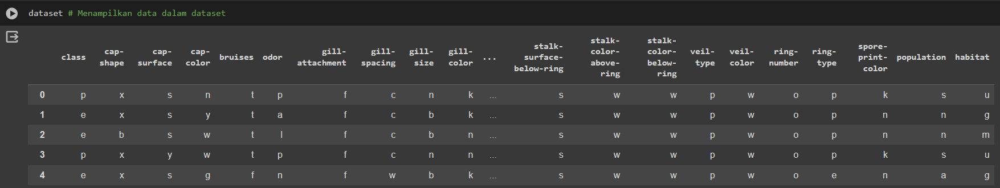 dataset # Menampilkan data dalam dataset
class cap-shape cap-surface cap-color bruises odor gill-attachment gill-spacing gill-size gill-color ... stalk-surface-below-ring stalk-color-above-ring stalk-color-below-ring veil-type veil-color ring-number ring-type spore-print-color population habitat
0 p x s n t p f c n k ... s w w p w o p k s u
1 e x s y t a f c b k ... s w w p w o p n n g
2 e b s w t l f c b n ... s w w p w o p n n m
3 p x y w t p f c n n ... s w w p w o p k s u
4 e x s g f n f w b k ... s w w p w o e n a g